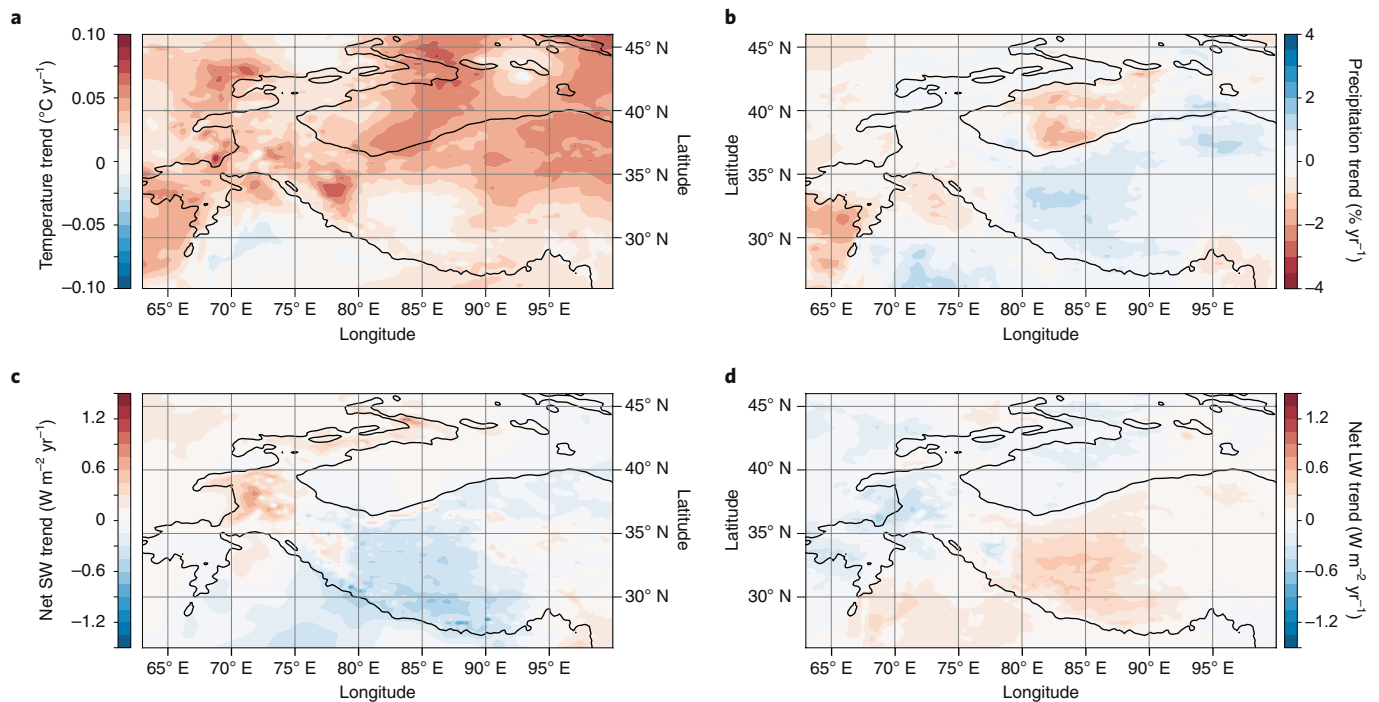 a
0.10
0.05
0
–0.05
–0.10
Temperature trend (°C yr–1)
45° N
40° N
35° N
30° N
Latitude
65° E 70° E 75° E 80° E 85° E 90° E 95° E
Longitude
b
45° N
40° N
35° N
30° N
Latitude
4
2
0
–2
–4
Precipitation trend (% yr–1)
65° E 70° E 75° E 80° E 85° E 90° E 95° E
Longitude
c
1.2
0.6
0
–0.6
–1.2
Net SW trend (W m–2 yr–1)
45° N
40° N
35° N
30° N
Latitude
65° E 70° E 75° E 80° E 85° E 90° E 95° E
Longitude
d
45° N
40° N
35° N
30° N
Latitude
1.2
0.6
0
–0.6
–1.2
Net LW trend (W m–2 yr–1)
65° E 70° E 75° E 80° E 85° E 90° E 95° E
Longitude